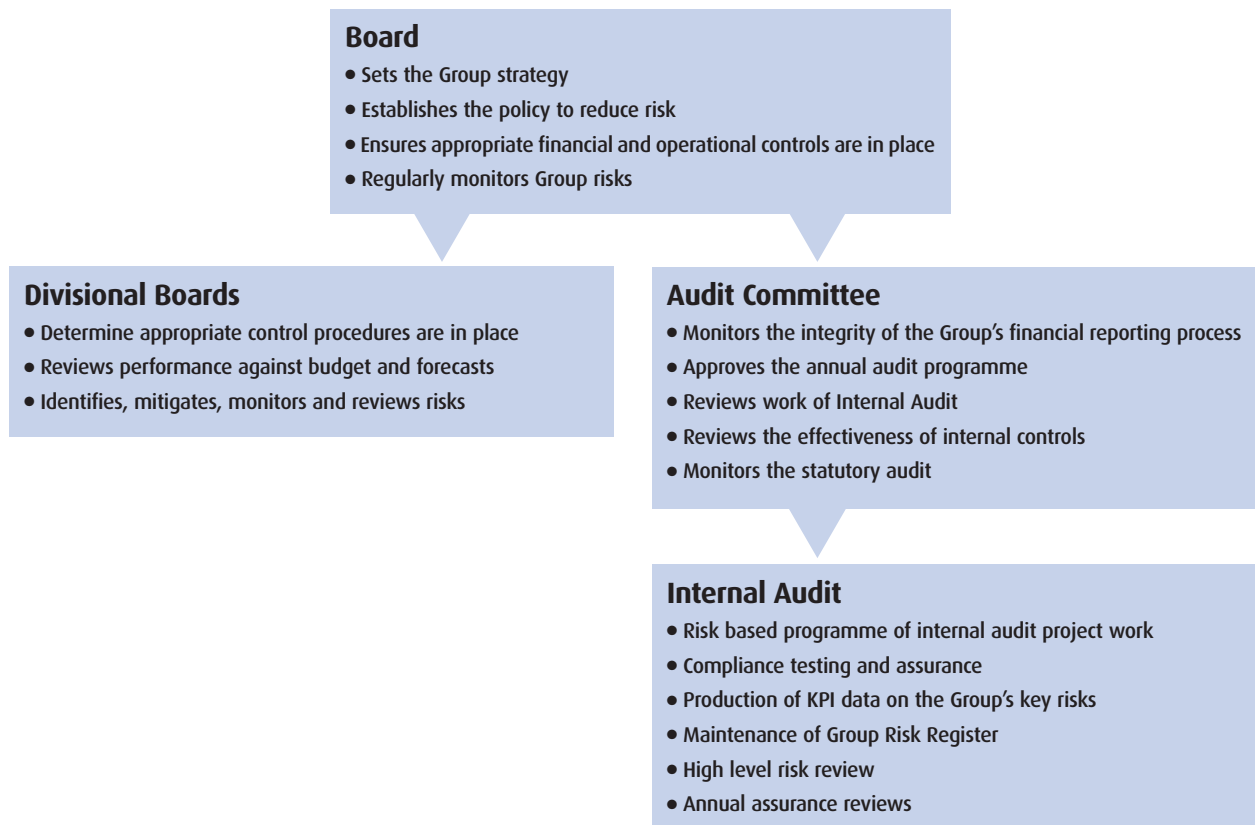 Board
• Sets the Group strategy
• Establishes the policy to reduce risk
• Ensures appropriate financial and operational controls are in place
• Regularly monitors Group risks
Divisional Boards
• Determine appropriate control procedures are in place
• Reviews performance against budget and forecasts
• Identifies, mitigates, monitors and reviews risks
Audit Committee
• Monitors the integrity of the Group’s financial reporting process
• Approves the annual audit programme
• Reviews work of Internal Audit
• Reviews the effectiveness of internal controls
• Monitors the statutory audit
Internal Audit
• Risk based programme of internal audit project work
• Compliance testing and assurance
• Production of KPI data on the Group’s key risks
• Maintenance of Group Risk Register
• High level risk review
• Annual assurance reviews